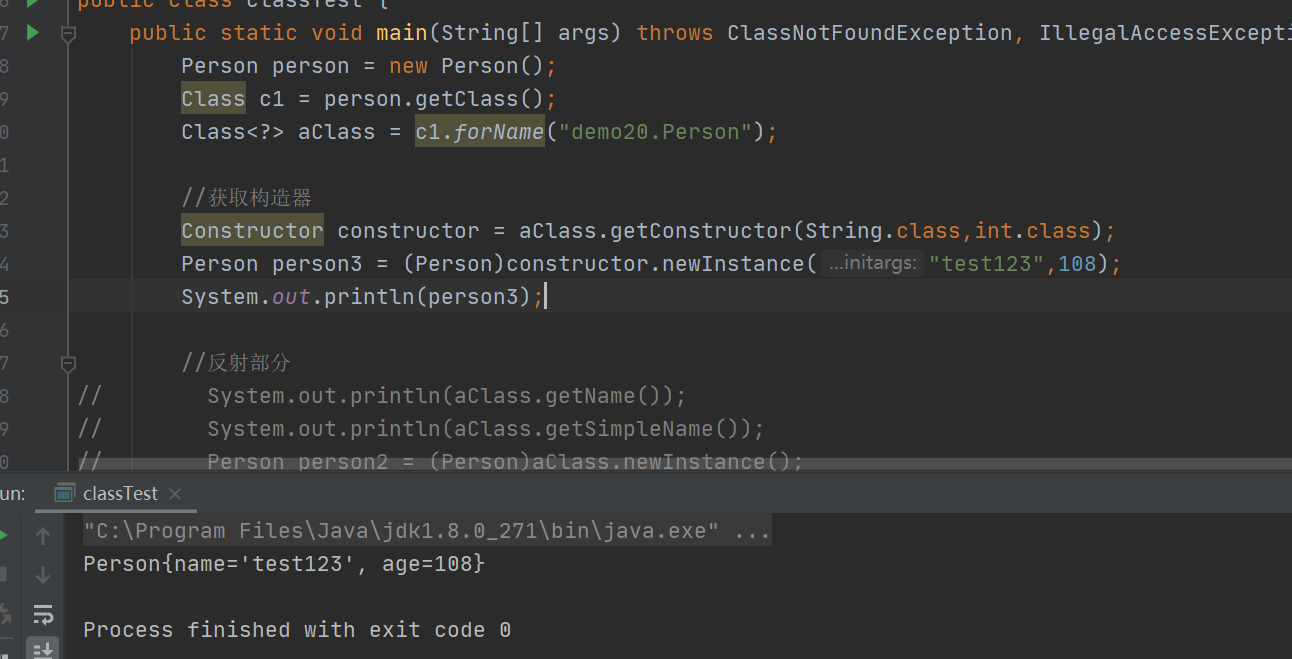 public class classTest {
7 public static void main(String[] args) throws ClassNotFoundException, IllegalAccessExcepti
8 Person person = new Person();
9 Class c1 = person.getClass();
0 Class<?> aClass = c1.forName("demo20.Person");
1
2 //获取构造器
3 Constructor constructor = aClass.getConstructor(String.class,int.class);
4 Person person3 = (Person)constructor.newInstance( ...initargs: "test123",108);
5 System.out.println(person3);
6
7 //反射部分
8 // System.out.println(aClass.getName());
9 // System.out.println(aClass.getSimpleName());
0 // Person person2 = (Person)aClass.newInstance();
un: classTest
"C:\Program Files\Java\jdk1.8.0_271\bin\java.exe" ...
Person{name='test123', age=108}
Process finished with exit code 0